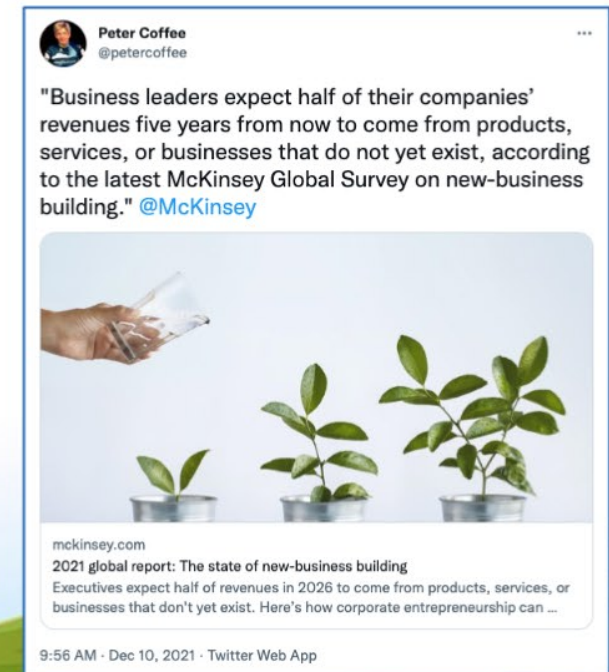 Peter Coffee
@petercoffee
"Business leaders expect half of their companies'
revenues five years from now to come from products,
services, or businesses that do not yet exist, according
to the latest McKinsey Global Survey on new-business
building." @McKinsey
mckinsey.com
2021 global report: The state of new-business building
Executives expect half of revenues in 2026 to come from products, services, or
businesses that don't yet exist. Here's how corporate entrepreneurship can ...
9:56 AM · Dec 10, 2021 · Twitter Web App